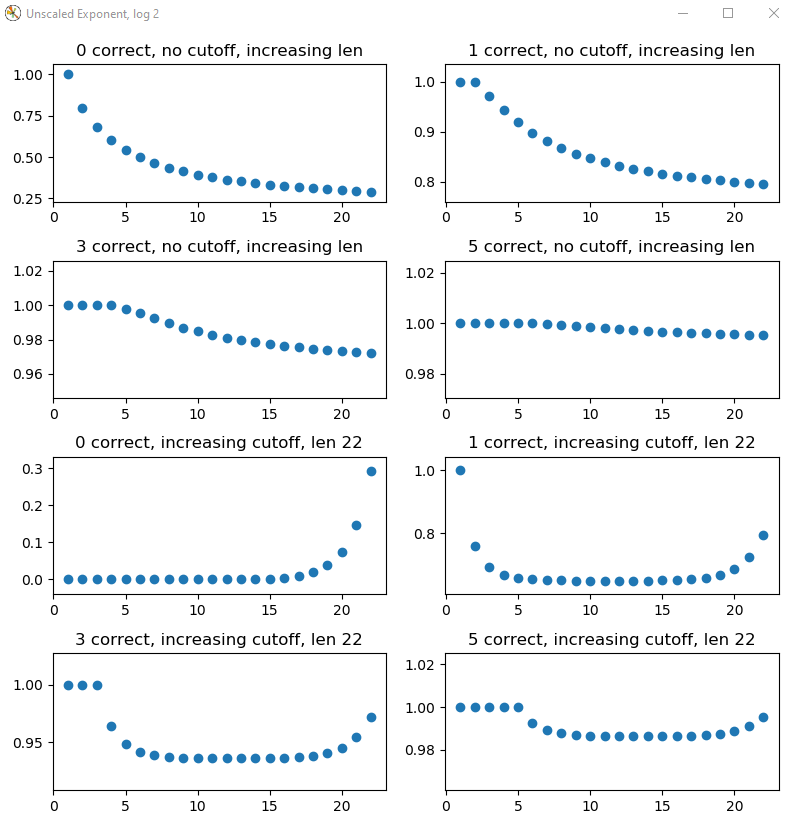 Unscaled Exponent, log 2
0 correct, no cutoff, increasing len
1.00
0.75
0.50
0.25
0 5 10 15 20
1 correct, no cutoff, increasing len
1.0
0.9
0.8
0 5 10 15 20
3 correct, no cutoff, increasing len
1.02
1.00
0.98
0.96
0 5 10 15 20
5 correct, no cutoff, increasing len
1.02
1.00
0.98
0 5 10 15 20
0 correct, increasing cutoff, len 22
0.3
0.2
0.1
0.0
0 5 10 15 20
1 correct, increasing cutoff, len 22
1.0
0.8
0 5 10 15 20
3 correct, increasing cutoff, len 22
1.00
0.95
0 5 10 15 20
5 correct, increasing cutoff, len 22
1.02
1.00
0.98
0 5 10 15 20